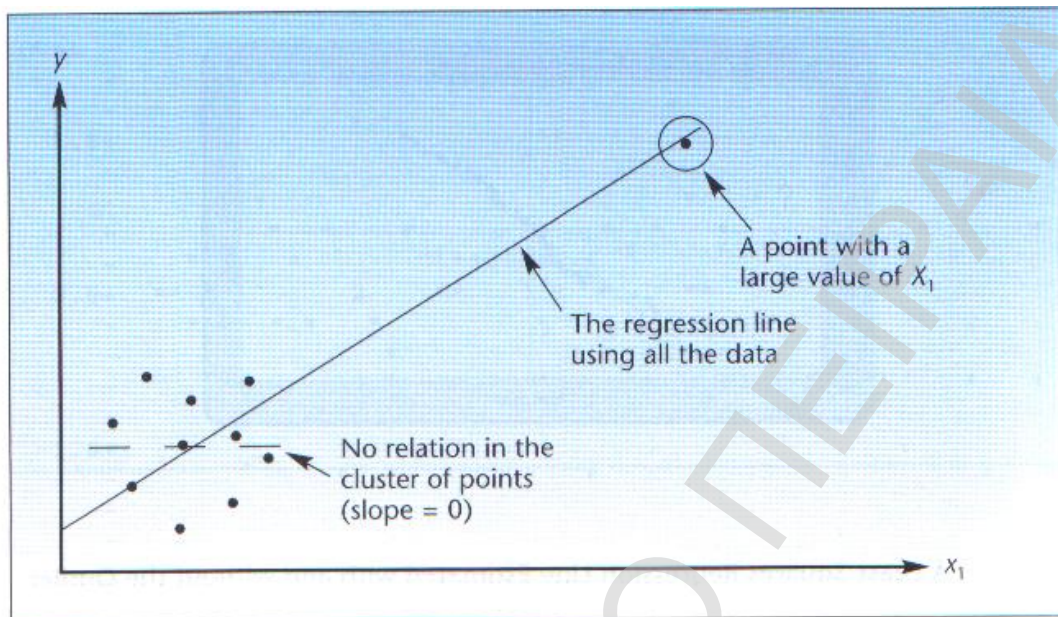 y
A point with a
large value of X₁
The regression line
using all the data
No relation in the
cluster of points
(slope = 0)
x₁
Ο ΠΕΙΡΑΙΑ